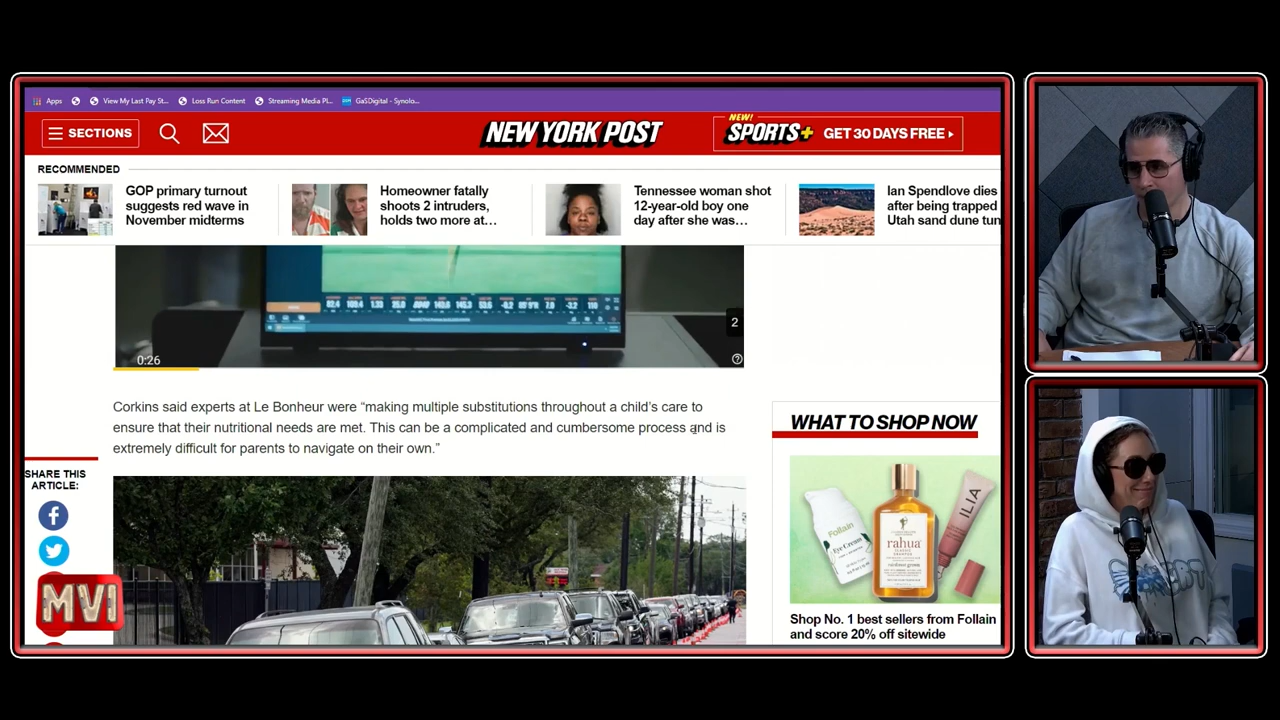 Apps
View My Last Pay St...
Loss Run Content
Streaming Media Pl...
GaSDigital - Synolo...
SECTIONS
NEW YORK POST
NEW!
SPORTS+
GET 30 DAYS FREE
RECOMMENDED
GOP primary turnout
suggests red wave in
November midterms
Homeowner fatally
shoots 2 intruders,
holds two more at…
Tennessee woman shot
12-year-old boy one
day after she was…
Ian Spendlove dies
after being trapped
Utah sand dune tun
2
0:26
Corkins said experts at Le Bonheur were “making multiple substitutions throughout a child’s care to
ensure that their nutritional needs are met. This can be a complicated and cumbersome process and is
extremely difficult for parents to navigate on their own.”
SHARE THIS
ARTICLE:
MVI
WHAT TO SHOP NOW
Follain
Eye Cream
rahua
ILIA
Shop No. 1 best sellers from Follain
and score 20% off sitewide